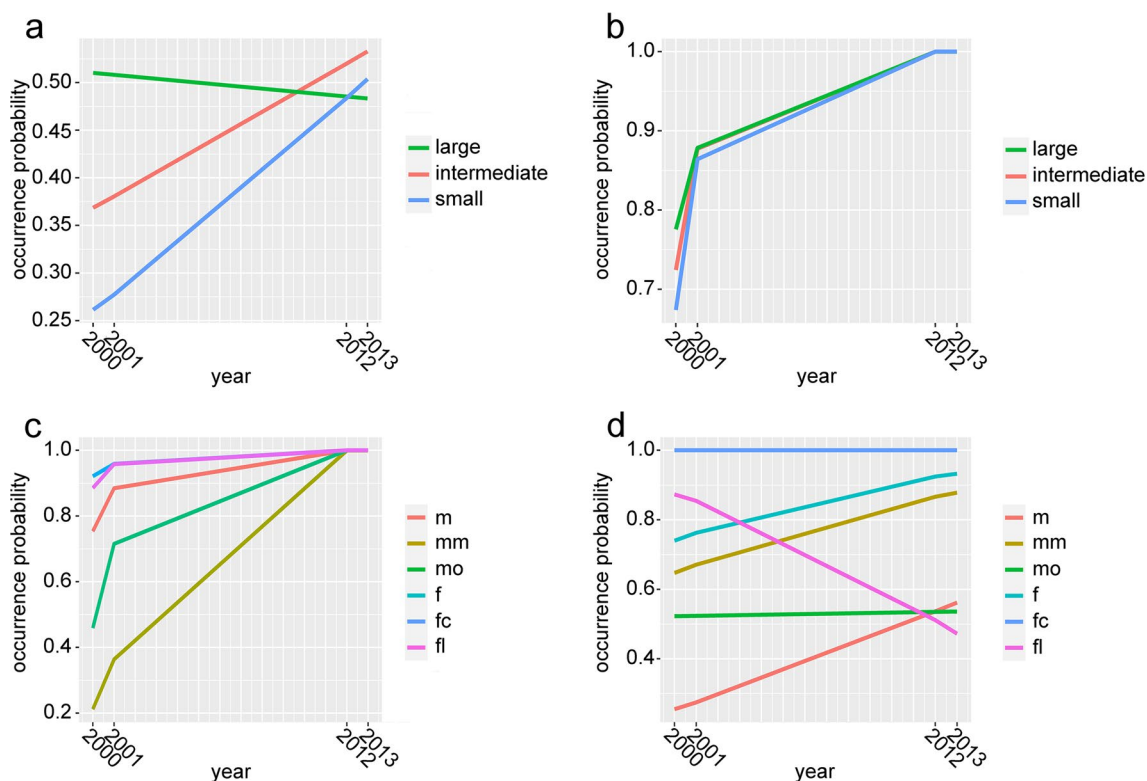 a
occurrence probability
0.50
0.45
0.40
0.35
0.30
0.25
2000
2001
2012
2013
year
large
intermediate
small
b
occurrence probability
1.0
0.9
0.8
0.7
2000
2001
2012
2013
year
large
intermediate
small
c
occurrence probability
1.0
0.8
0.6
0.4
0.2
2000
2001
2012
2013
year
m
mm
mo
f
fc
fl
d
occurrence probability
1.0
0.8
0.6
0.4
2000
2001
2012
2013
year
m
mm
mo
f
fc
fl